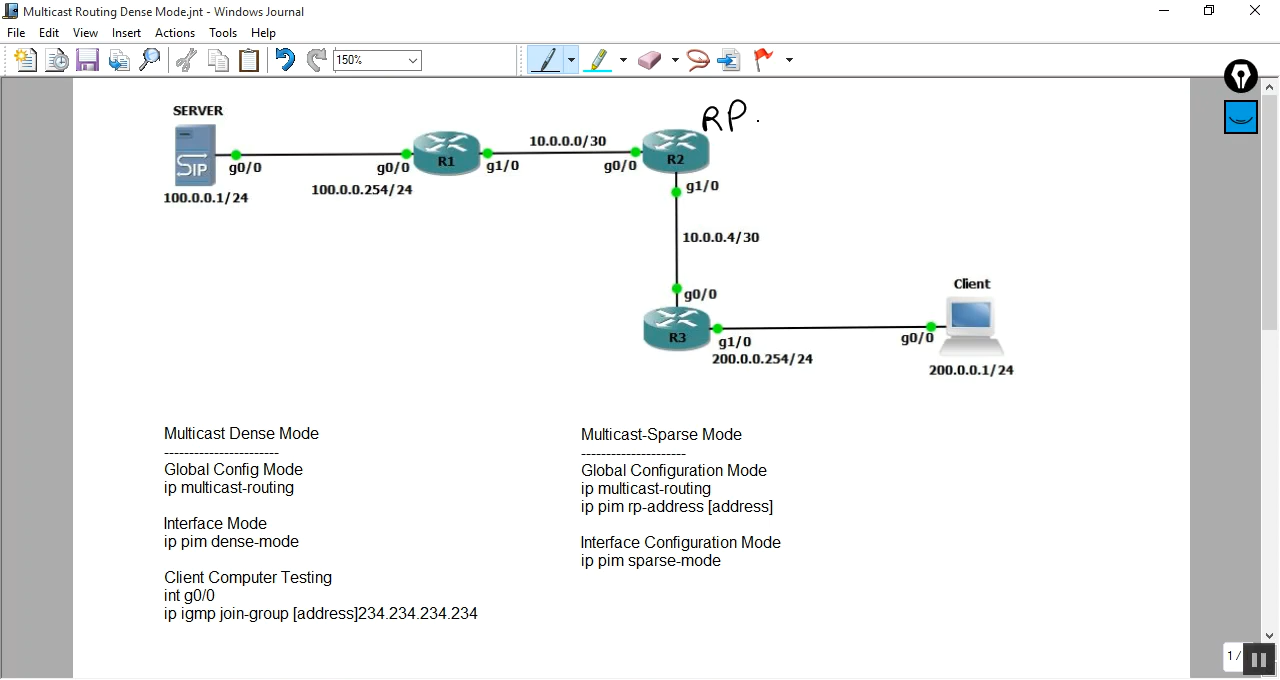 Multicast Routing Dense Mode.jnt - Windows Journal
File Edit View Insert Actions Tools Help
150%
SERVER
RP.
10.0.0.0/30
R1
R2
SIP
g0/0
g0/0
g1/0
g0/0
100.0.0.254/24
g1/0
100.0.0.1/24
10.0.0.4/30
Client
g0/0
R3
g1/0
g0/0
200.0.0.254/24
200.0.0.1/24
Multicast Dense Mode
-----------------------
Global Config Mode
ip multicast-routing
Interface Mode
ip pim dense-mode
Client Computer Testing
int g0/0
ip igmp join-group [address]234.234.234.234
Multicast-Sparse Mode
---------------------
Global Configuration Mode
ip multicast-routing
ip pim rp-address [address]
Interface Configuration Mode
ip pim sparse-mode
1 /